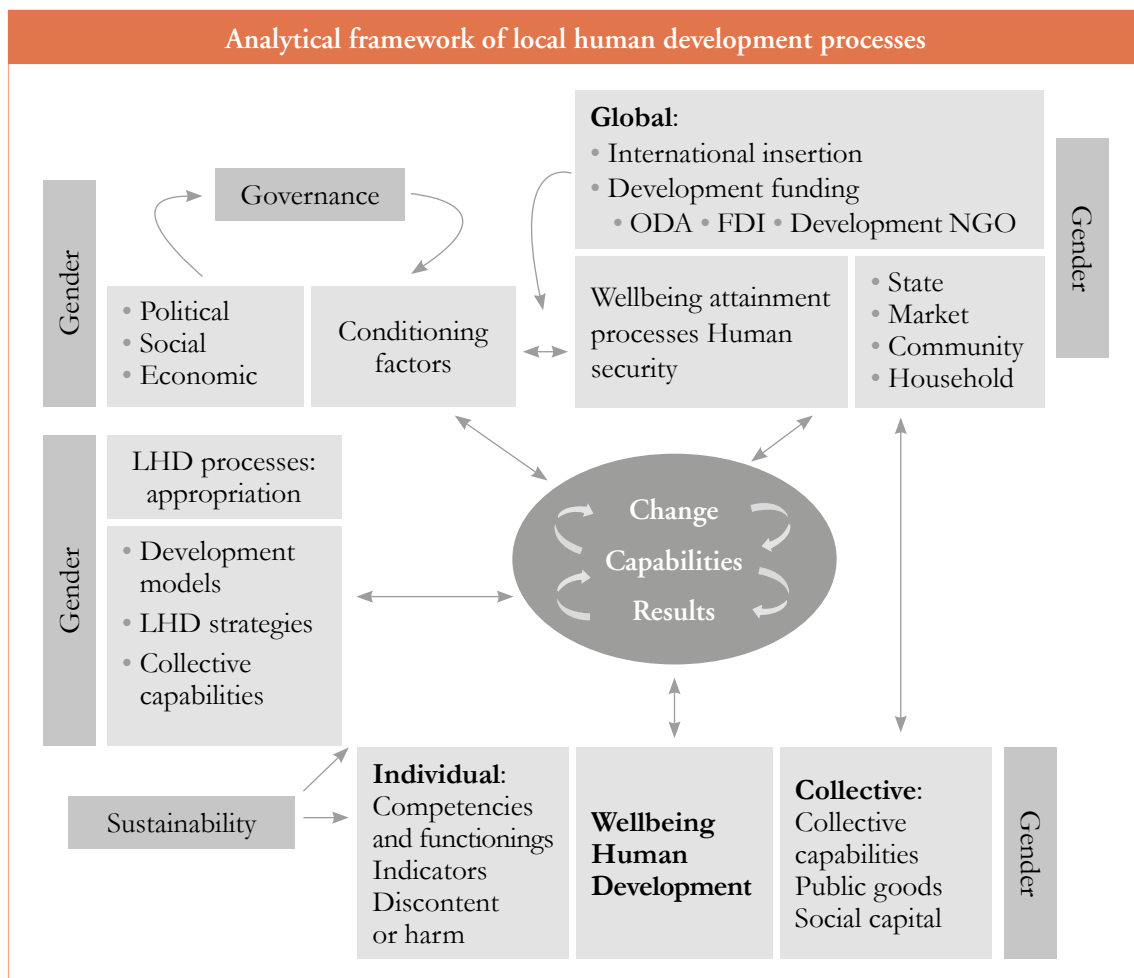 Analytical framework of local human development processes
Gender
Governance
• Political
• Social
• Economic
Conditioning
factors
Global:
• International insertion
• Development funding
• ODA • FDI • Development NGO
Wellbeing attainment
processes Human
security
• State
• Market
• Community
• Household
Gender
Gender
LHD processes:
appropriation
• Development
models
• LHD strategies
• Collective
capabilities
Change
Capabilities
Results
Sustainability
Individual:
Competencies
and functionings
Indicators
Discontent
or harm
Wellbeing
Human
Development
Collective:
Collective
capabilities
Public goods
Social capital
Gender